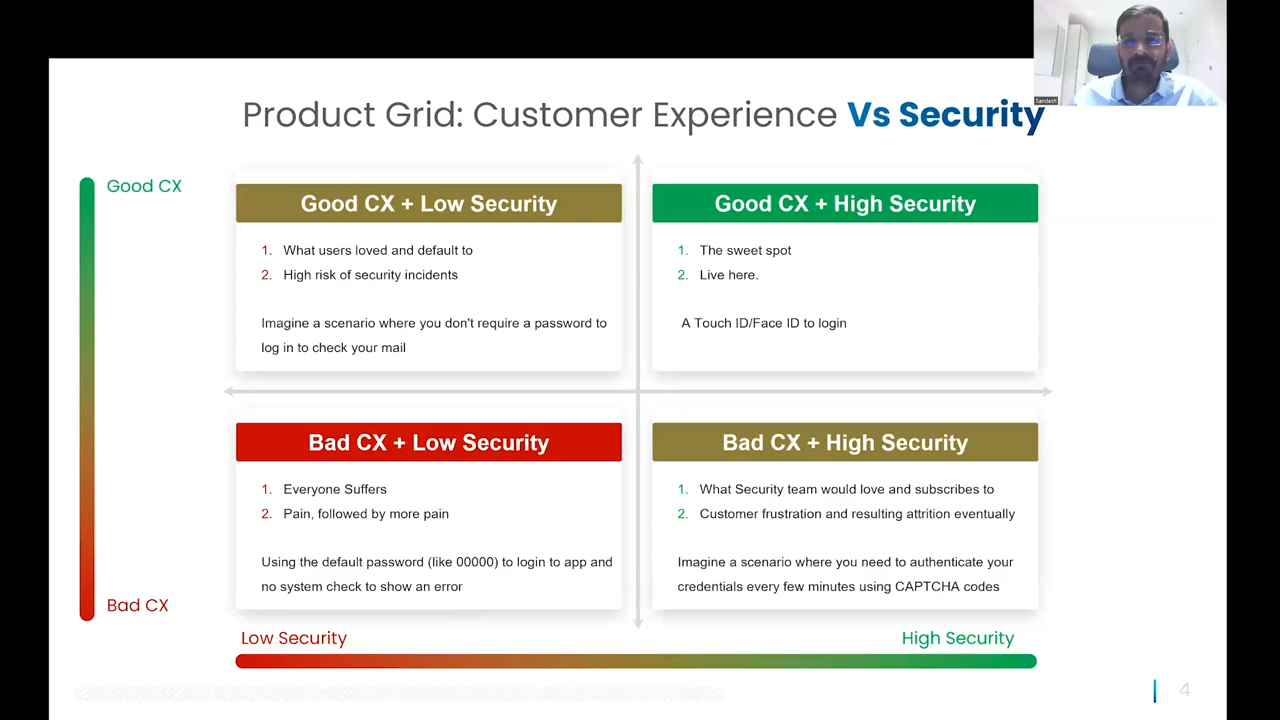 Sandesh
Product Grid: Customer Experience Vs Security
Good CX
Good CX + Low Security
1. What users loved and default to
2. High risk of security incidents
Imagine a scenario where you don't require a password to
log in to check your mail
Good CX + High Security
1. The sweet spot
2. Live here.
A Touch ID/Face ID to login
Bad CX + Low Security
1. Everyone Suffers
2. Pain, followed by more pain
Using the default password (like 00000) to login to app and
no system check to show an error
Bad CX + High Security
1. What Security team would love and subscribes to
2. Customer frustration and resulting attrition eventually
Imagine a scenario where you need to authenticate your
credentials every few minutes using CAPTCHA codes
Bad CX
Low Security
High Security
4